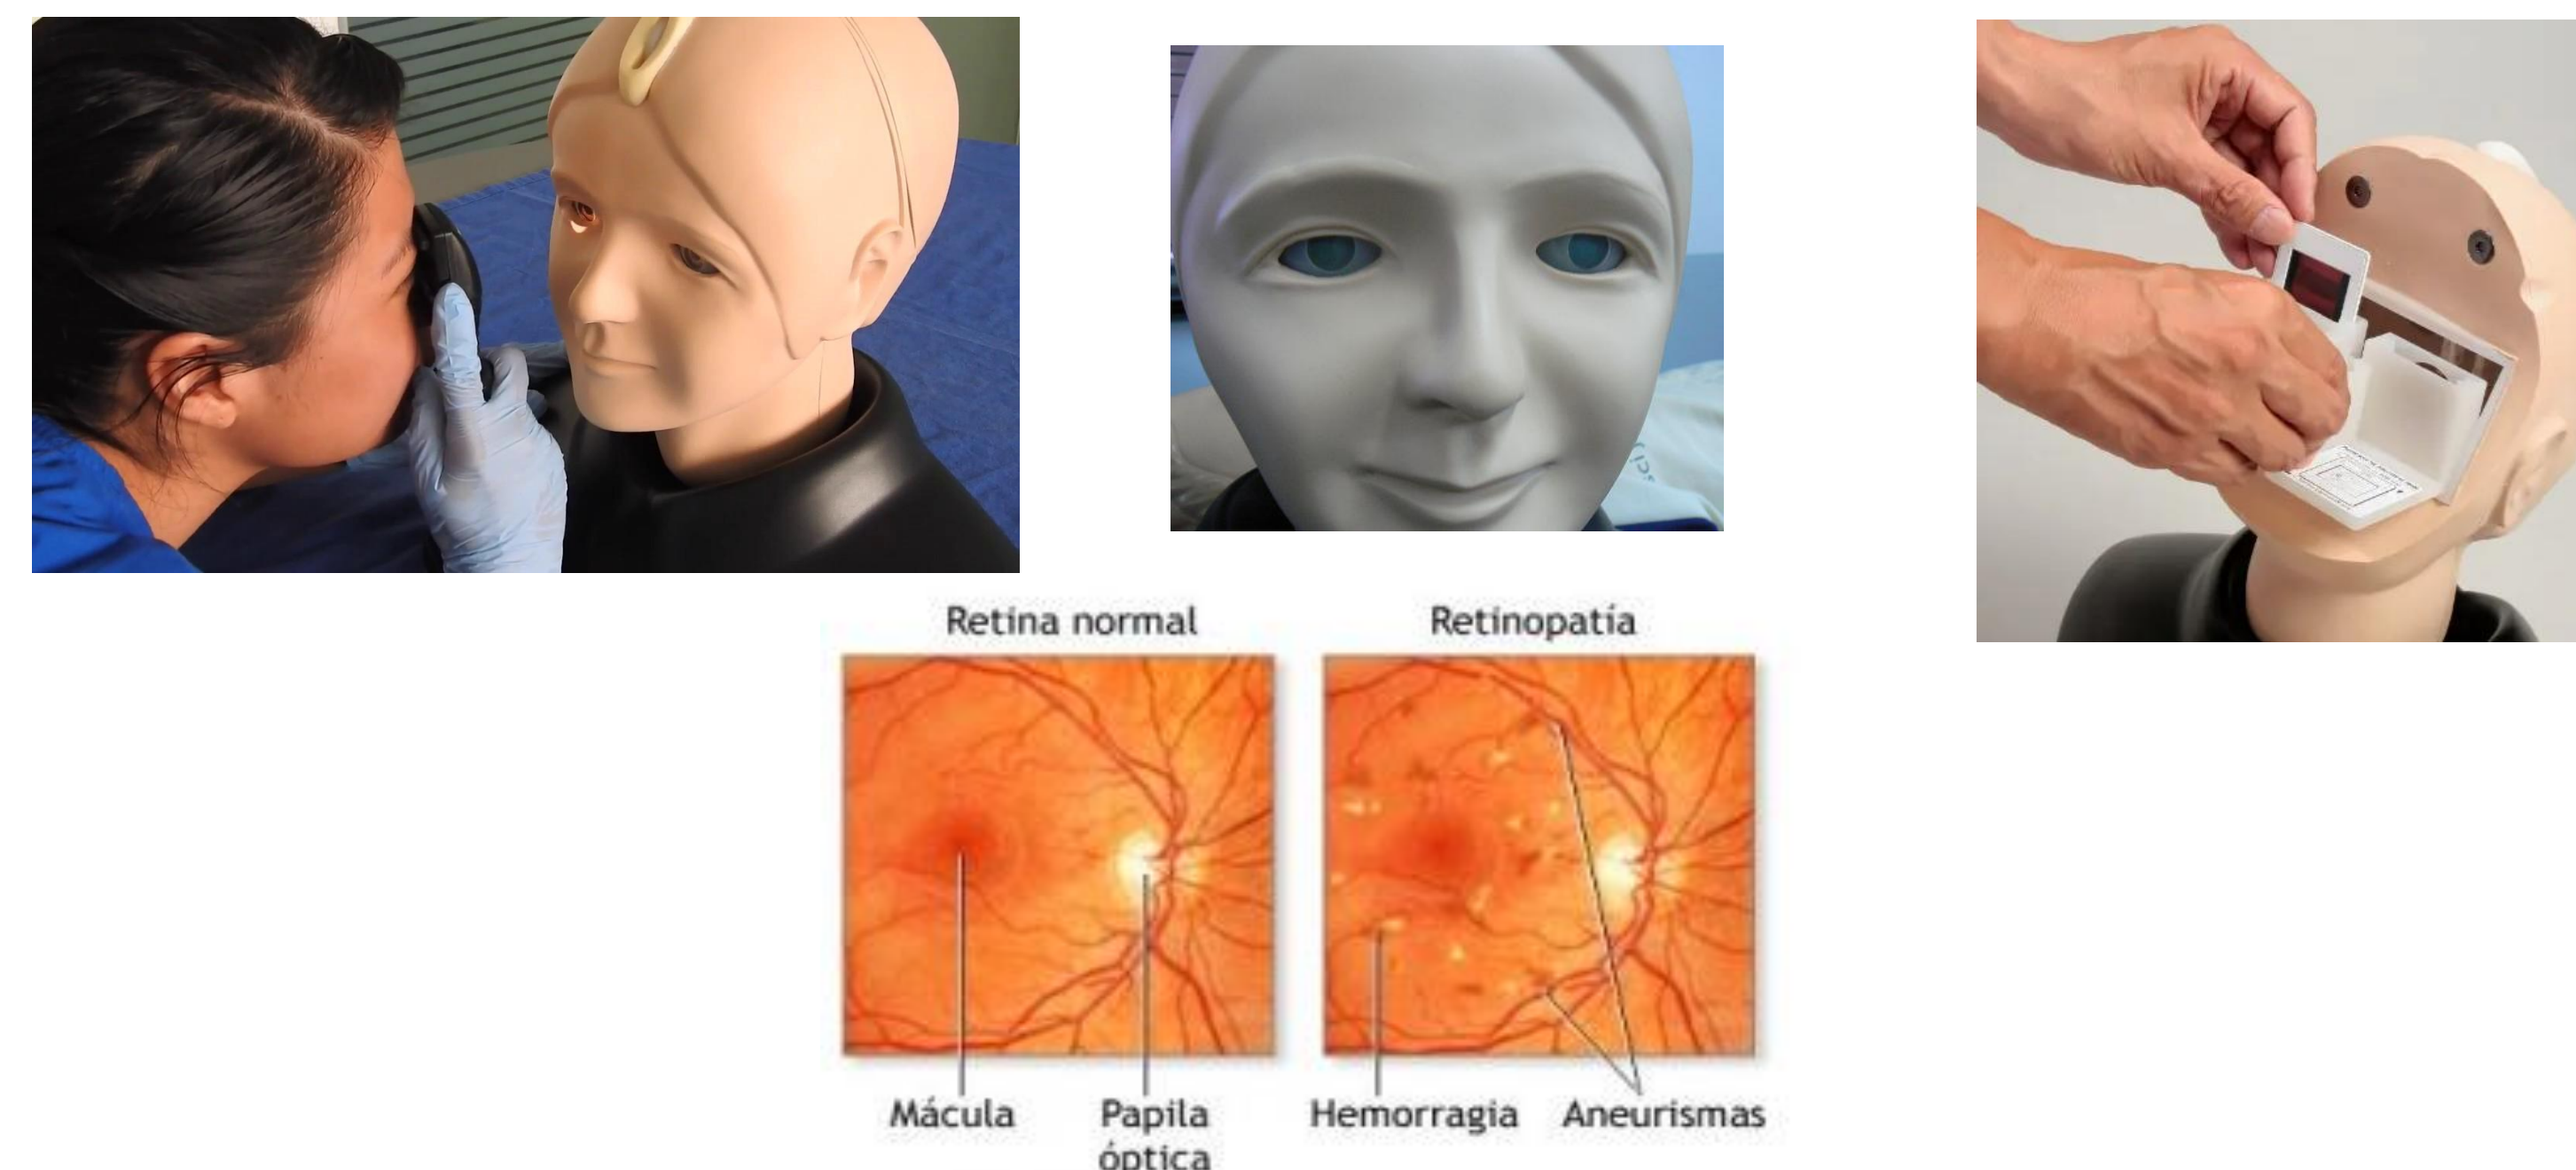 Retina normal
Retinopatía
Mácula
Papila
óptica
Hemorragia
Aneurismas